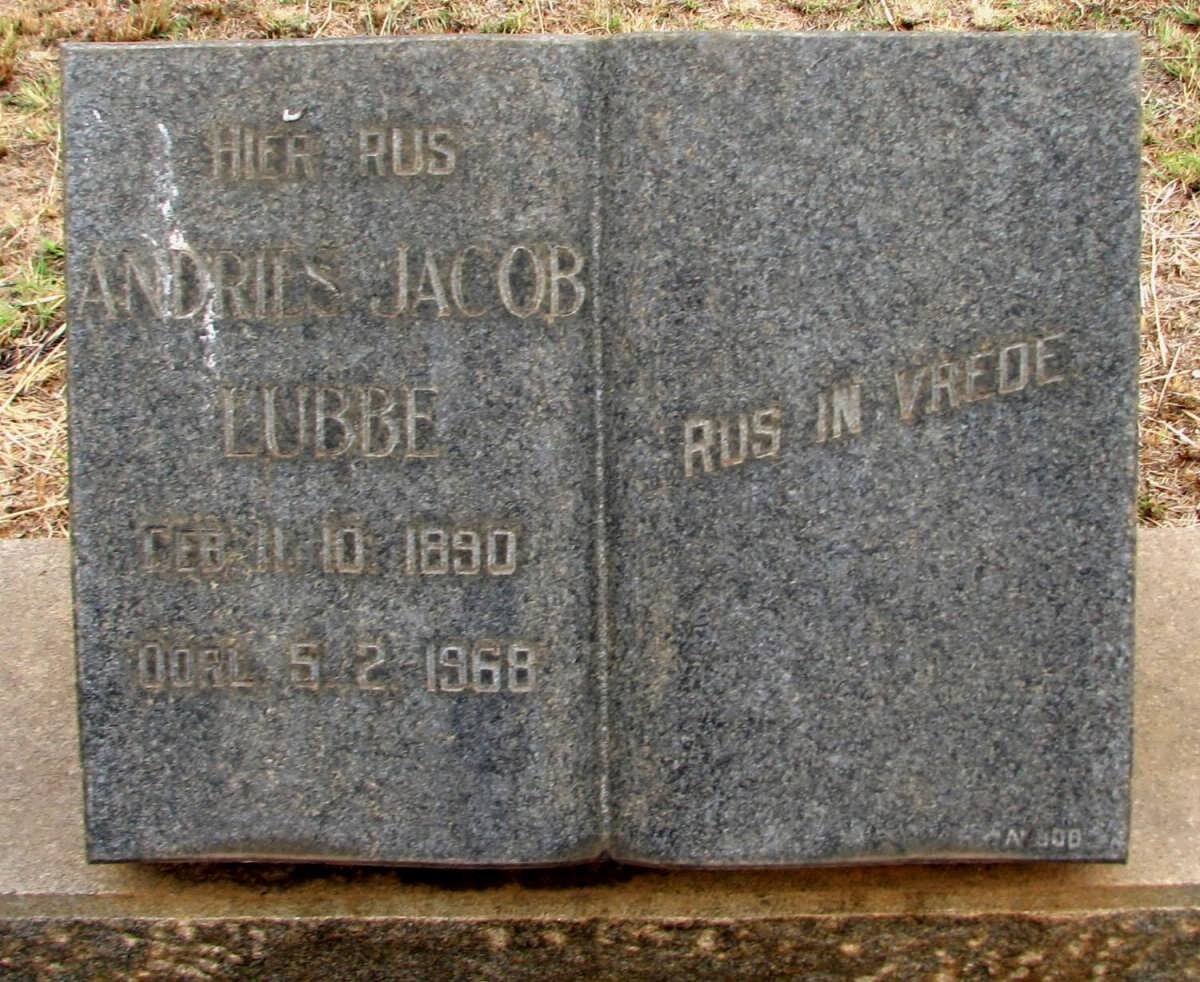 HIER RUS
ANDRIES JACOB
LUBBE
GEB. 11. 10. 1890
OORL. 5. 2. 1968
RUS IN VREDE